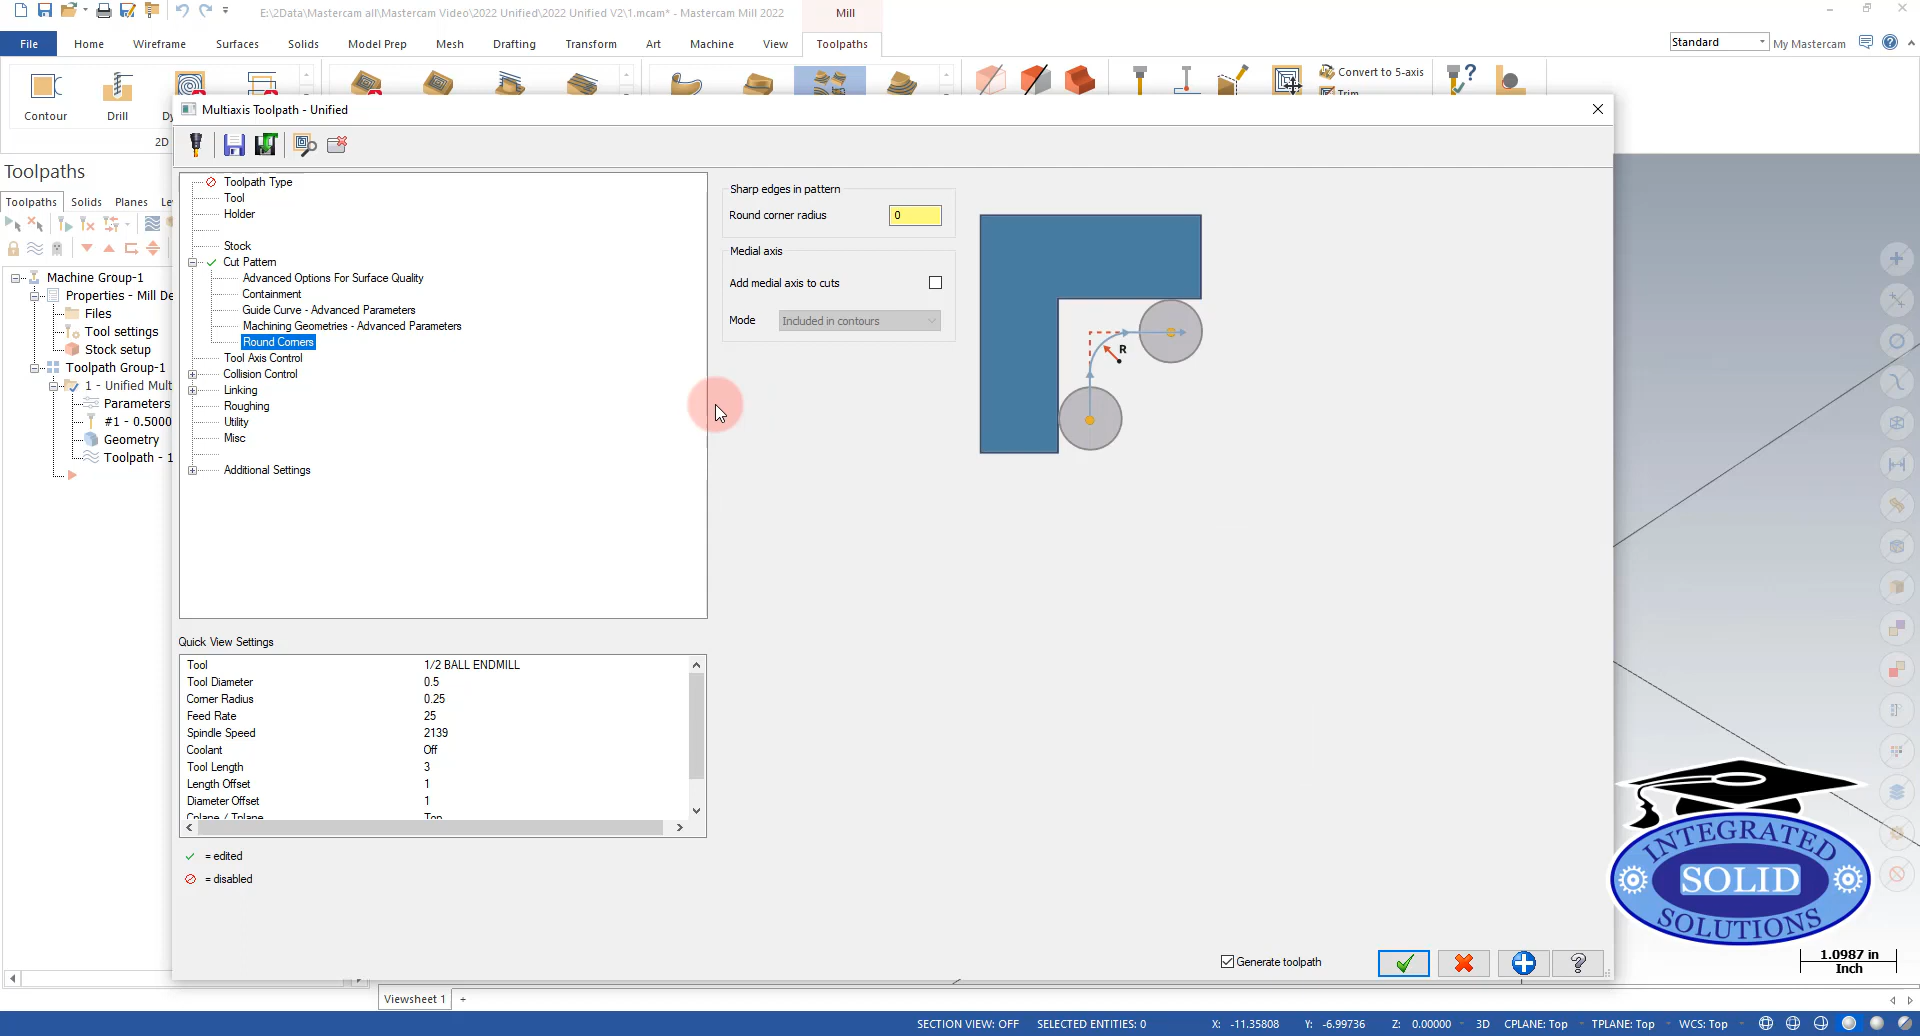 E:\2Data\Mastercam all\Mastercam Video\2022 Unified\2022 Unified V2\1.mcam* - Mastercam Mill 2022
Mill
File Home Wireframe Surfaces Solids Model Prep Mesh Drafting Transform Art Machine View Toolpaths
Standard My Mastercam
Contour Drill
2D
Convert to 5-axis
Trim
Multiaxis Toolpath - Unified
Toolpaths
Toolpaths Solids Planes
Machine Group-1
Properties - Mill De
Files
Tool settings
Stock setup
Toolpath Group-1
1 - Unified Mult
Parameters
#1 - 0.5000
Geometry
Toolpath - 1
Toolpath Type
Tool
Holder
Stock
Cut Pattern
Advanced Options For Surface Quality
Containment
Guide Curve - Advanced Parameters
Machining Geometries - Advanced Parameters
Round Corners
Tool Axis Control
Collision Control
Linking
Roughing
Utility
Misc
Additional Settings
Sharp edges in pattern
Round corner radius 0
Medial axis
Add medial axis to cuts
Mode Included in contours
R
Quick View Settings
Tool 1/2 BALL ENDMILL
Tool Diameter 0.5
Corner Radius 0.25
Feed Rate 25
Spindle Speed 2139
Coolant Off
Tool Length 3
Length Offset 1
Diameter Offset 1
Cplane / Tplane Top
= edited
= disabled
Generate toolpath
INTEGRATED
SOLID
SOLUTIONS
1.0987 in
Inch
Viewsheet 1 +
SECTION VIEW: OFF SELECTED ENTITIES: 0 X: -11.35808 Y: -6.99736 Z: 0.00000 3D CPLANE: Top TPLANE: Top WCS: Top